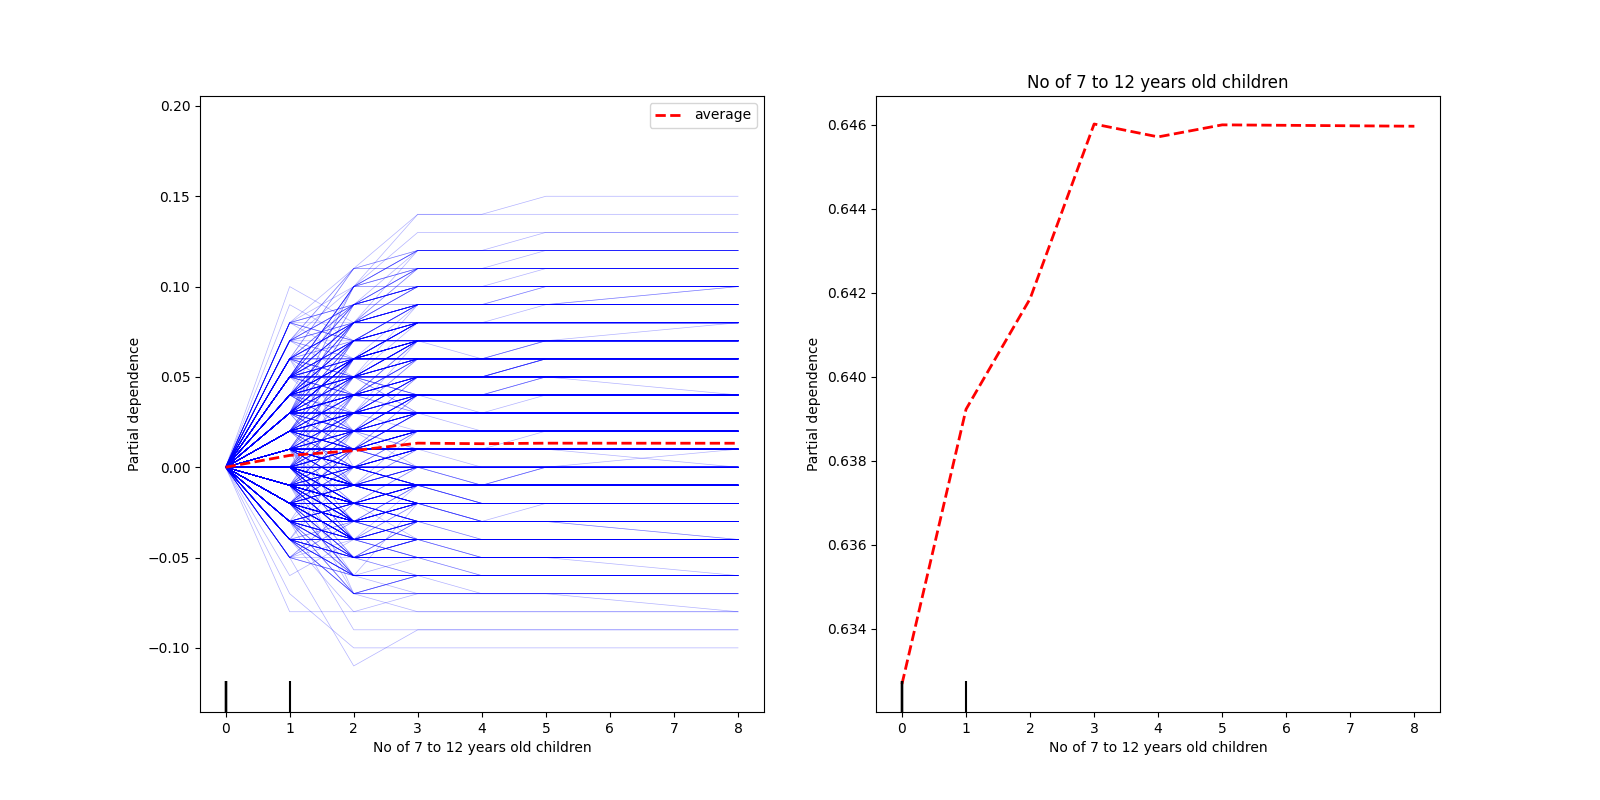 No of 7 to 12 years old children
0.20
0.15
0.10
0.05
0.00
−0.05
−0.10
Partial dependence
average
0 1 2 3 4 5 6 7 8
No of 7 to 12 years old children
0.646
0.644
0.642
0.640
0.638
0.636
0.634
Partial dependence
0 1 2 3 4 5 6 7 8
No of 7 to 12 years old children